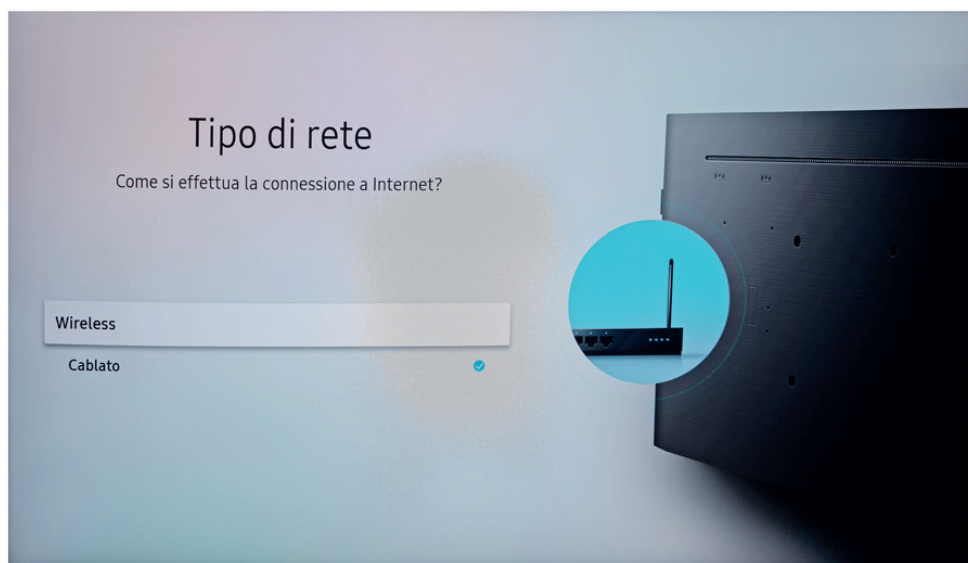 Tipo di rete
Come si effettua la connessione a Internet?
Wireless
Cablato